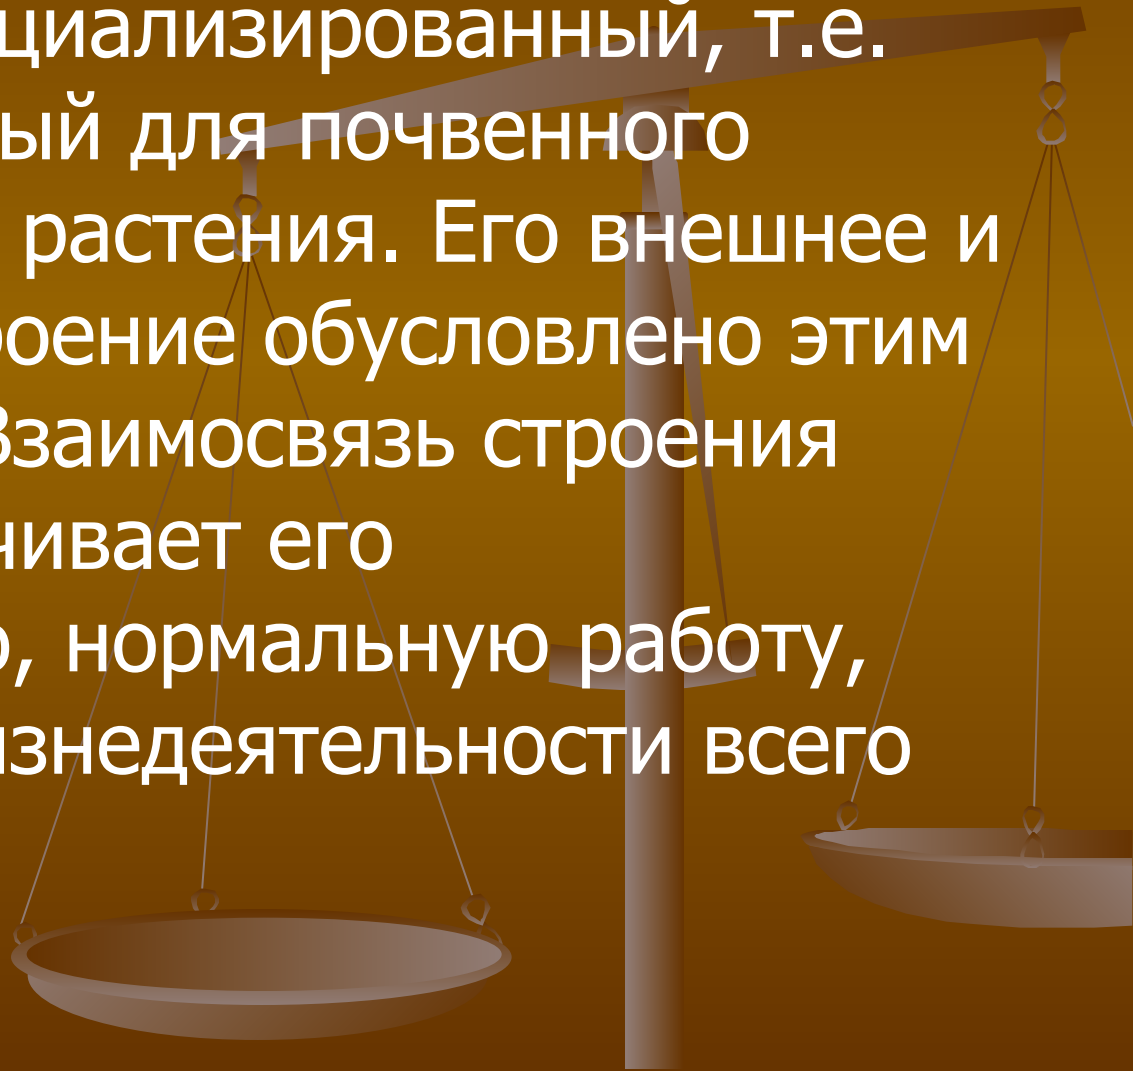 циализированный, т.е.
ый для почвенного
растения. Его внешнее и
роение обусловлено этим
Взаимосвязь строения
чивает его
о, нормальную работу,
изнедеятельности всего